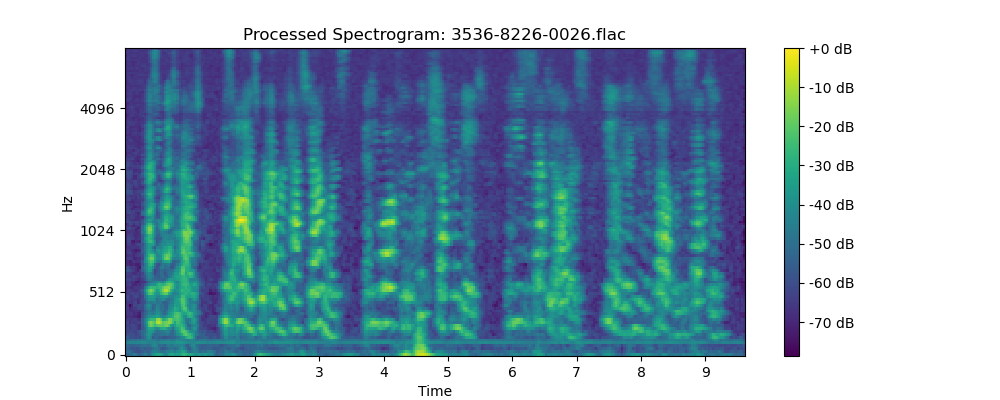 Processed Spectrogram: 3536-8226-0026.flac
Hz
4096
2048
1024
512
0
0 1 2 3 4 5 6 7 8 9
Time
+0 dB
-10 dB
-20 dB
-30 dB
-40 dB
-50 dB
-60 dB
-70 dB